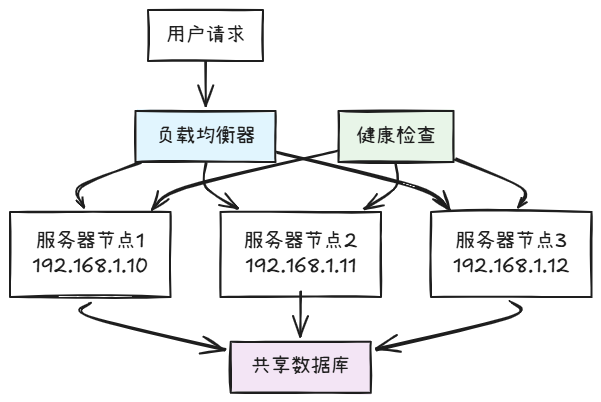 用户请求
负载均衡器
健康检查
服务器节点1
192.168.1.10
服务器节点2
192.168.1.11
服务器节点3
192.168.1.12
共享数据库